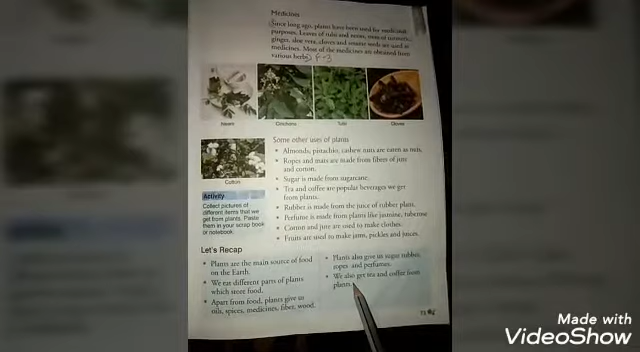 Medicines
Since long ago, plants have been used for medicinal
purposes. Leaves of tulsi and neem, roots of turmeric,
ginger, aloe vera, cloves and seeds are used as
medicines. Most of the medicines are obtained from
various herbs.
Neem
Cinchona
Tulsi
Cloves
Cotton
Some other uses of plants
• Almonds, pistachio, cashew nuts are eaten as nuts.
• Ropes and mats are made from fibres of jute
and cotton.
• Sugar is made from sugarcane.
• Tea and coffee are popular beverages we get
from plants.
• Rubber is made from the juice of rubber plant.
• Perfume is made from plants like jasmine, tuberose
• Cotton and jute are used to make clothes.
• Fruits are used to make jams, pickles and juices.
Activity
Collect pictures of
different items that we
get from plants. Paste
them in your scrap book
or notebook.
Let's Recap
• Plants are the main source of food
on the Earth.
• We eat different parts of plants
which store food.
• Apart from food, plants give us
oils, spices, medicines, fiber, wood.
• Plants also give us sugar rubber,
ropes and perfumes.
• We also get tea and coffee from
plants.
Made with
VideoShow